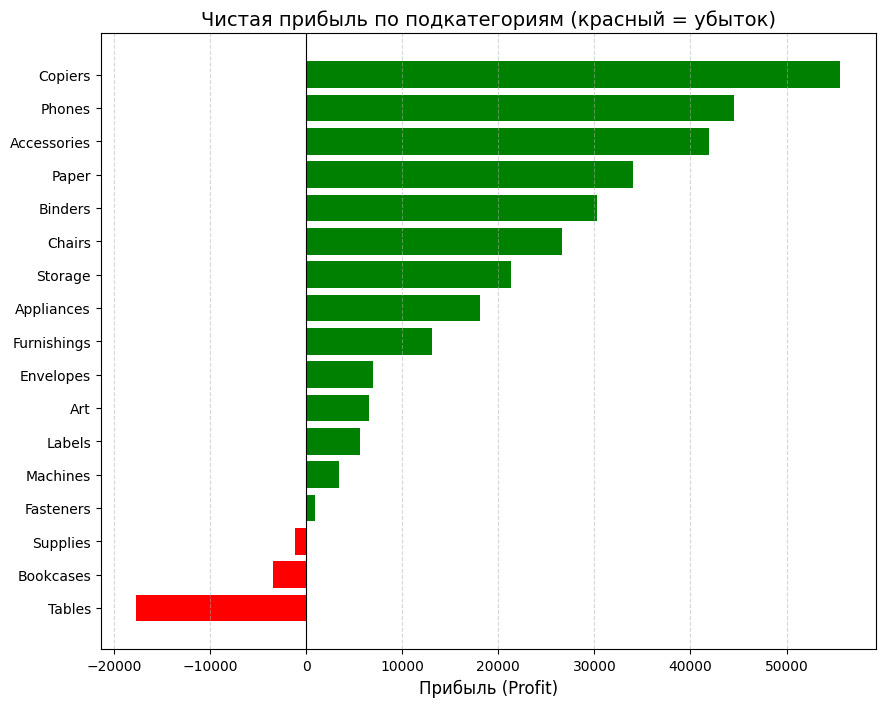 Чистая прибыль по подкатегориям (красный = убыток)
Copiers
Phones
Accessories
Paper
Binders
Chairs
Storage
Appliances
Furnishings
Envelopes
Art
Labels
Machines
Fasteners
Supplies
Bookcases
Tables
−20000 −10000 0 10000 20000 30000 40000 50000
Прибыль (Profit)